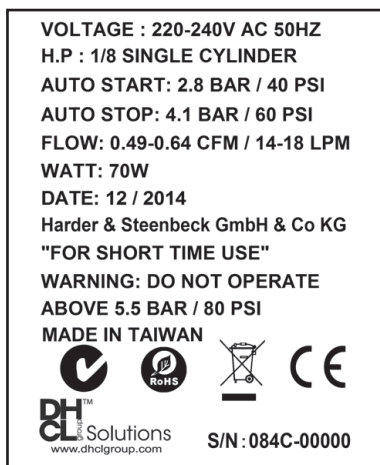 VOLTAGE : 220-240V AC 50HZ
H.P : 1/8 SINGLE CYLINDER
AUTO START: 2.8 BAR / 40 PSI
AUTO STOP: 4.1 BAR / 60 PSI
FLOW: 0.49-0.64 CFM / 14-18 LPM
WATT: 70W
DATE: 12 / 2014
Harder & Steenbeck GmbH & Co KG
"FOR SHORT TIME USE"
WARNING: DO NOT OPERATE
ABOVE 5.5 BAR / 80 PSI
MADE IN TAIWAN
RoHS
CE
DH™
CL group Solutions
www.dhclgroup.com
S/N : 084C-00000